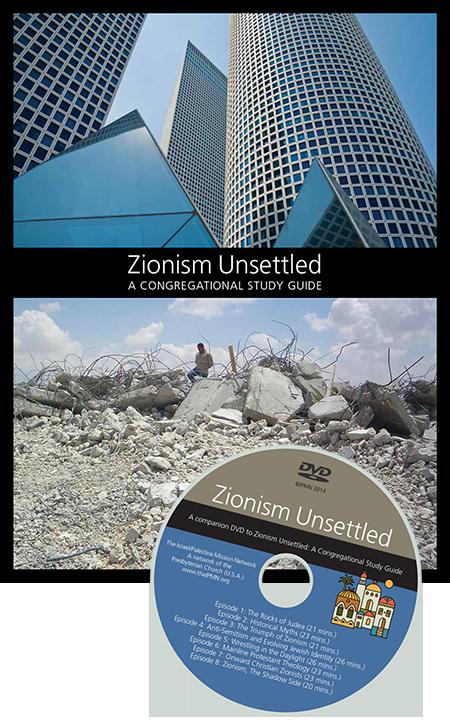 Zionism Unsettled
A CONGREGATIONAL STUDY GUIDE
DVD
©IPMN 2014
Zionism Unsettled
A companion DVD to Zionism Unsettled: A Congregational Study Guide
The Israel/Palestine Mission Network
A network of the
Presbyterian Church (U.S.A.)
www.theIPMN.org
Episode 1: The Rocks of Judea (21 mins.)
Episode 2: Historical Myths (23 mins.)
Episode 3: The Triumph of Zionism (21 mins.)
Episode 4: Anti-Semitism and Evolving Jewish Identity (26 mins.)
Episode 5: Wrestling in the Daylight (26 mins.)
Episode 6: Mainline Protestant Theology (23 mins.)
Episode 7: Onward Christian Zionists (23 mins.)
Episode 8: Zionism, The Shadow Side (20 mins.)